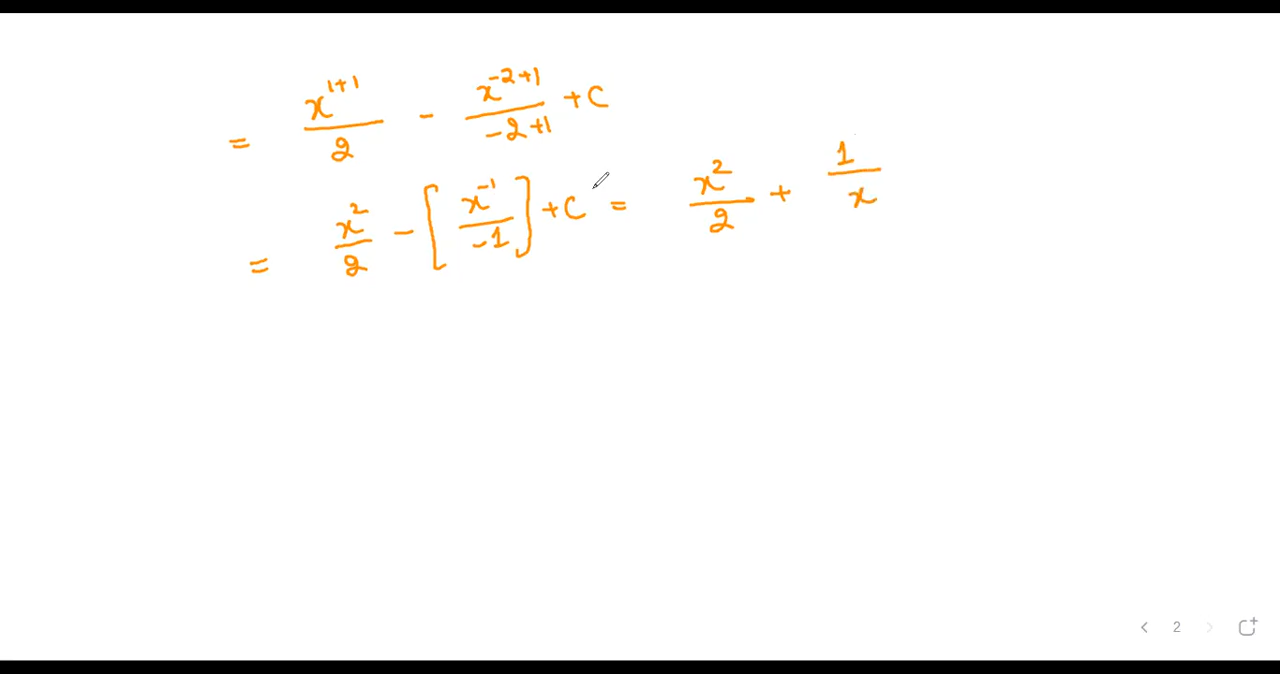 = x^{1+1}/2 - x^{-2+1}/-2+1 + C
= x^2/2 - [x^{-1}/-1] + C = x^2/2 + 1/x
2